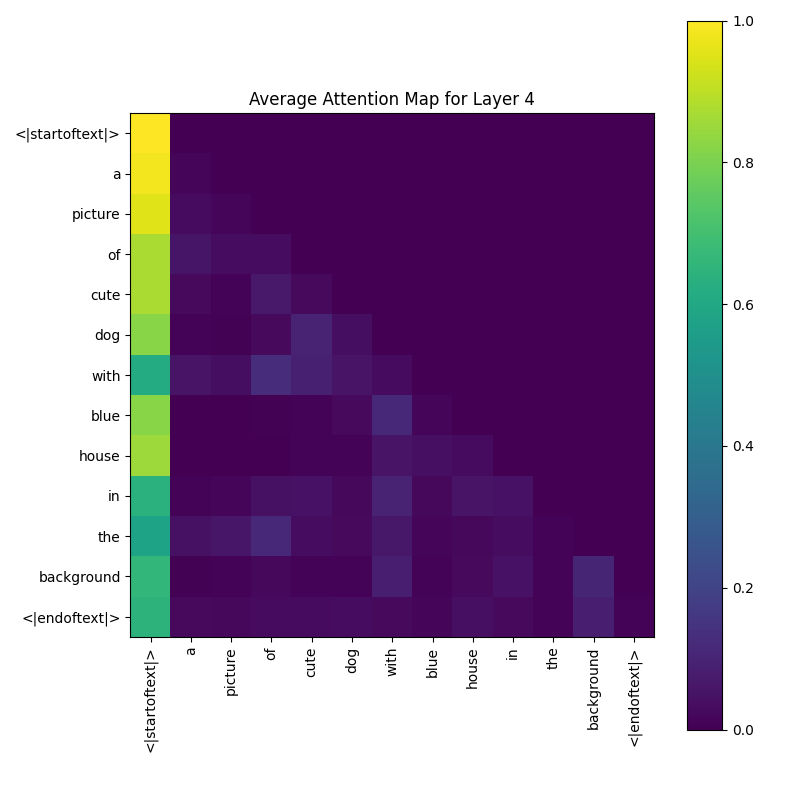 Average Attention Map for Layer 4
<|startoftext|>
a
picture
of
cute
dog
with
blue
house
in
the
background
<|endoftext|>
<|startoftext|>
a
picture
of
cute
dog
with
blue
house
in
the
background
<|endoftext|>
1.0
0.8
0.6
0.4
0.2
0.0